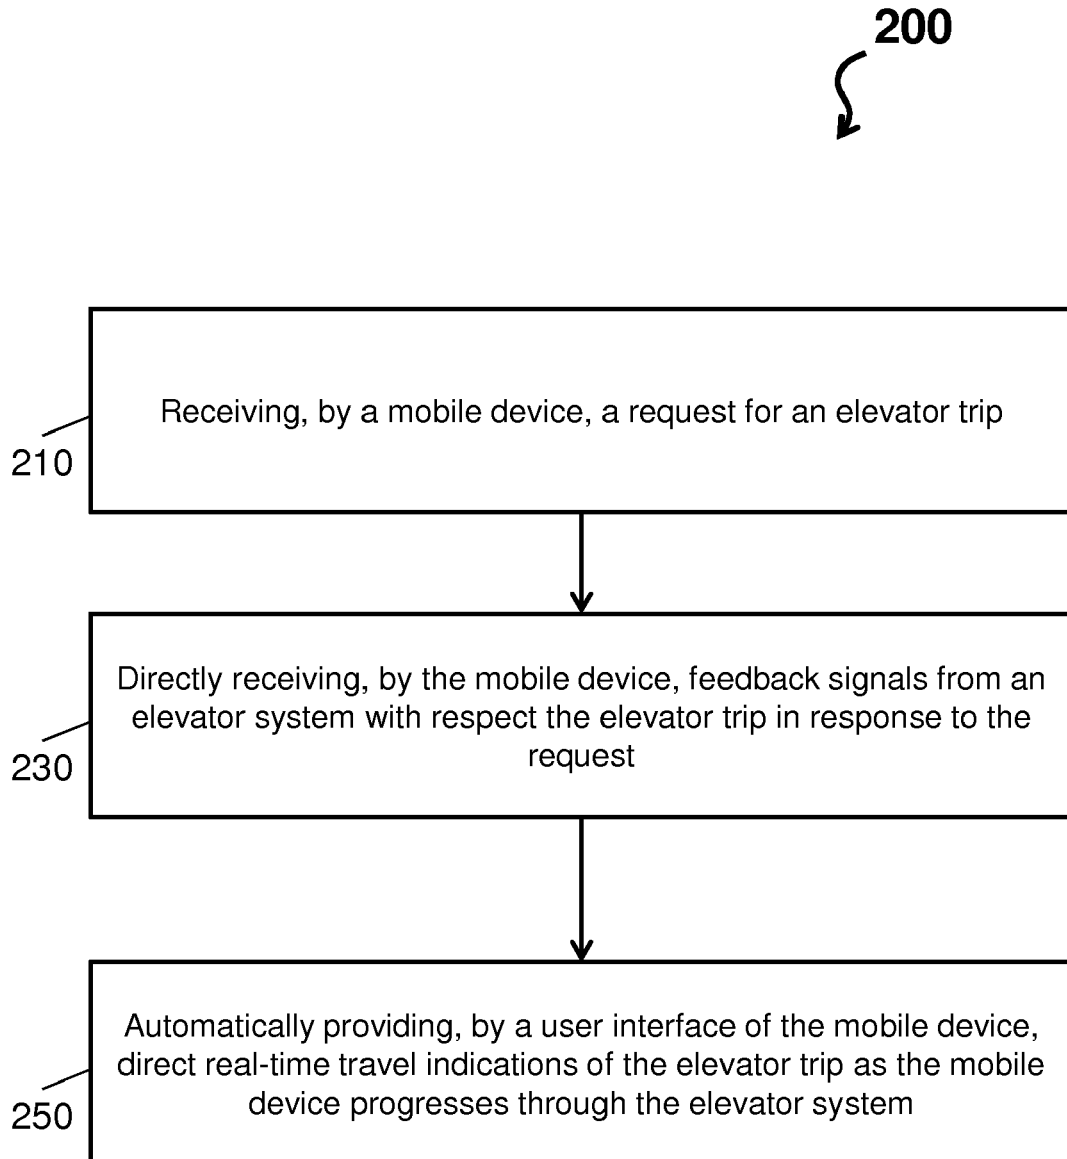 200
Receiving, by a mobile device, a request for an elevator trip
210
Directly receiving, by the mobile device, feedback signals from an
elevator system with respect the elevator trip in response to the
request
230
Automatically providing, by a user interface of the mobile device,
direct real-time travel indications of the elevator trip as the mobile
device progresses through the elevator system
250